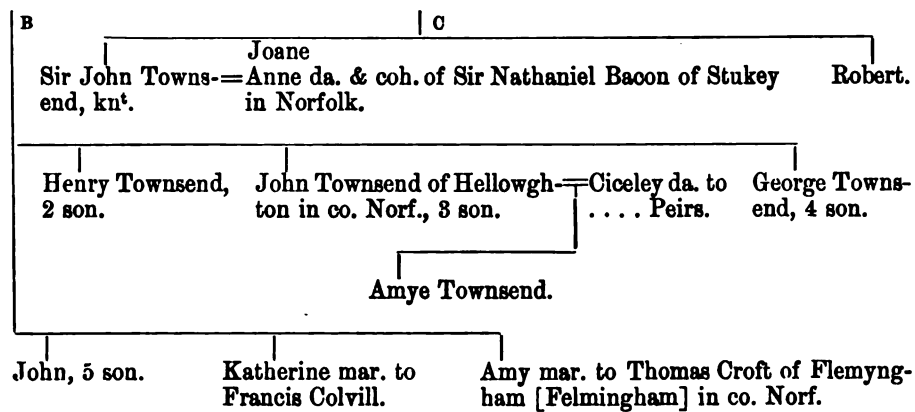 B C
Joane
Sir John Towns-=Anne da. & coh. of Sir Nathaniel Bacon of Stukey Robert.
end, knt. in Norfolk.
Henry Townsend, John Townsend of Hellowgh-=Ciceley da. to George Towns-
2 son. ton in co. Norf., 3 son. . . . . Peirs. end, 4 son.
Amye Townsend.
John, 5 son. Katherine mar. to Amy mar. to Thomas Croft of Flemyng-
Francis Colvill. ham [Felmingham] in co. Norf.